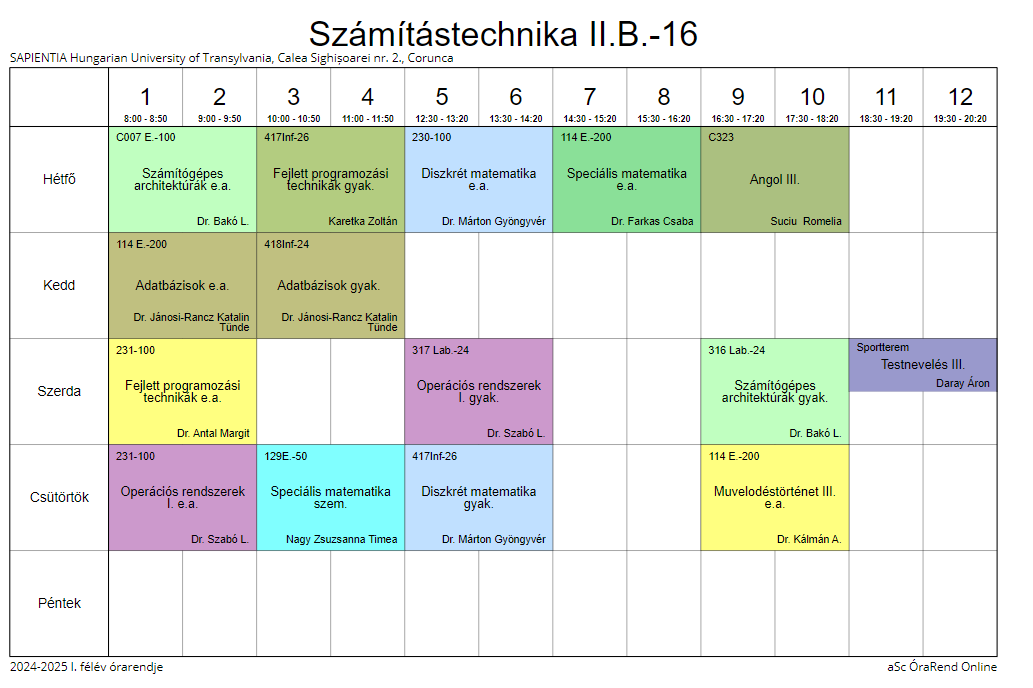 Számítástechnika II.B.-16
SAPIENTIA Hungarian University of Transylvania, Calea Sighișoarei nr. 2., Corunca
1 2 3 4 5 6 7 8 9 10 11 12
8:00 - 8:50 9:00 - 9:50 10:00 - 10:50 11:00 - 11:50 12:30 - 13:20 13:30 - 14:20 14:30 - 15:20 15:30 - 16:20 16:30 - 17:20 17:30 - 18:20 18:30 - 19:20 19:30 - 20:20
Hétfő
C007 E.-100
Számítógépes
architektúrák e.a.
Dr. Bakó L.
417Inf-26
Fejlett programozási
technikák gyak.
Karetka Zoltán
230-100
Diszkrét matematika
e.a.
Dr. Márton Gyöngyvér
114 E.-200
Speciális matematika
e.a.
Dr. Farkas Csaba
C323
Angol III.
Suciu Romelia
Kedd
114 E.-200
Adatbázisok e.a.
Dr. Jánosi-Rancz Katalin
Tünde
418Inf-24
Adatbázisok gyak.
Dr. Jánosi-Rancz Katalin
Tünde
Szerda
231-100
Fejlett programozási
technikák e.a.
Dr. Antal Margit
317 Lab.-24
Operációs rendszerek
I. gyak.
Dr. Szabó L.
316 Lab.-24
Számítógépes
architektúrák gyak.
Dr. Bakó L.
Sportterem
Testnevelés III.
Daray Áron
Csütörtök
231-100
Operációs rendszerek
I. e.a.
Dr. Szabó L.
129E.-50
Speciális matematika
szem.
Nagy Zsuzsanna Timea
417Inf-26
Diszkrét matematika
gyak.
Dr. Márton Gyöngyvér
114 E.-200
Muvelodéstörténet III.
e.a.
Dr. Kálmán A.
Péntek
2024-2025 I. félév órarendje
aSc ÓraRend Online